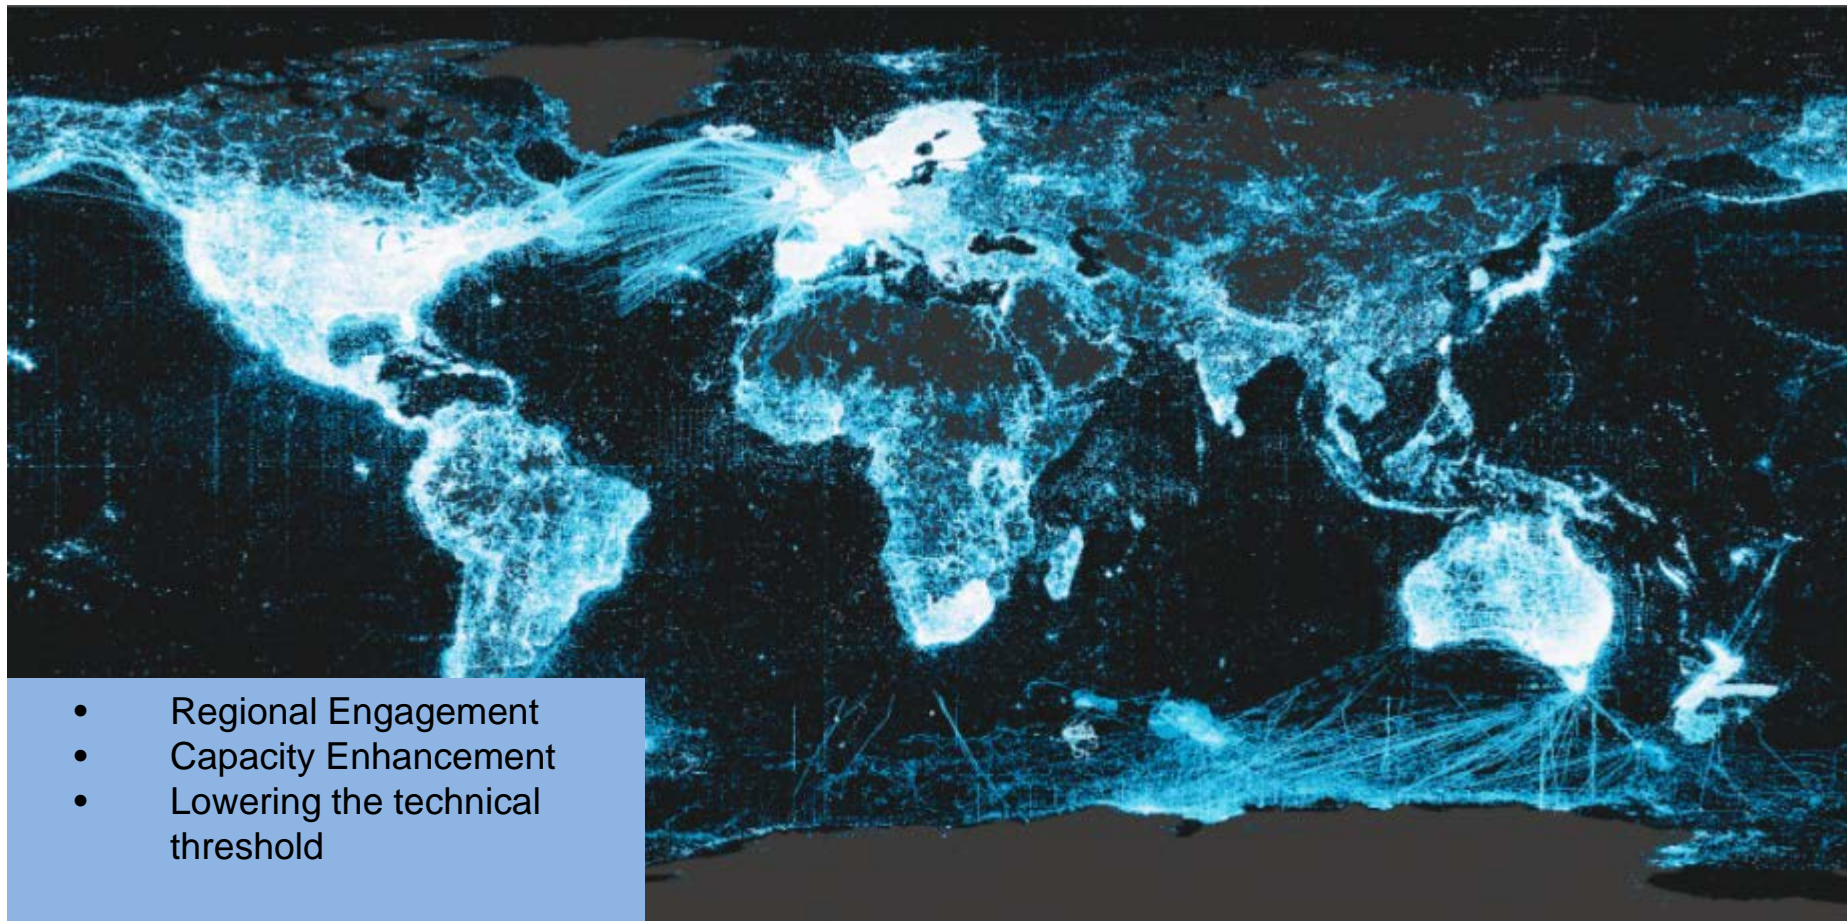 • Regional Engagement
• Capacity Enhancement
• Lowering the technical
threshold